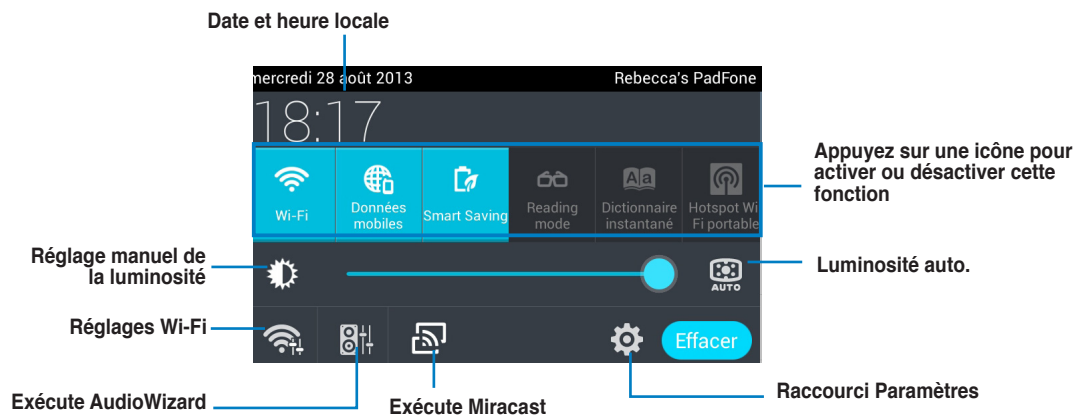 Date et heure locale
mercredi 28 août 2013 Rebecca's PadFone
18:17
Appuyez sur une icône pour
activer ou désactiver cette
fonction
Wi-Fi
Données
mobiles
Smart Saving
Reading
mode
Aa
Dictionnaire
instantané
Hotspot Wi
Fi portable
Réglage manuel de
la luminosité
AUTO
Luminosité auto.
Réglages Wi-Fi
Effacer
Exécute AudioWizard
Exécute Miracast
Raccourci Paramètres